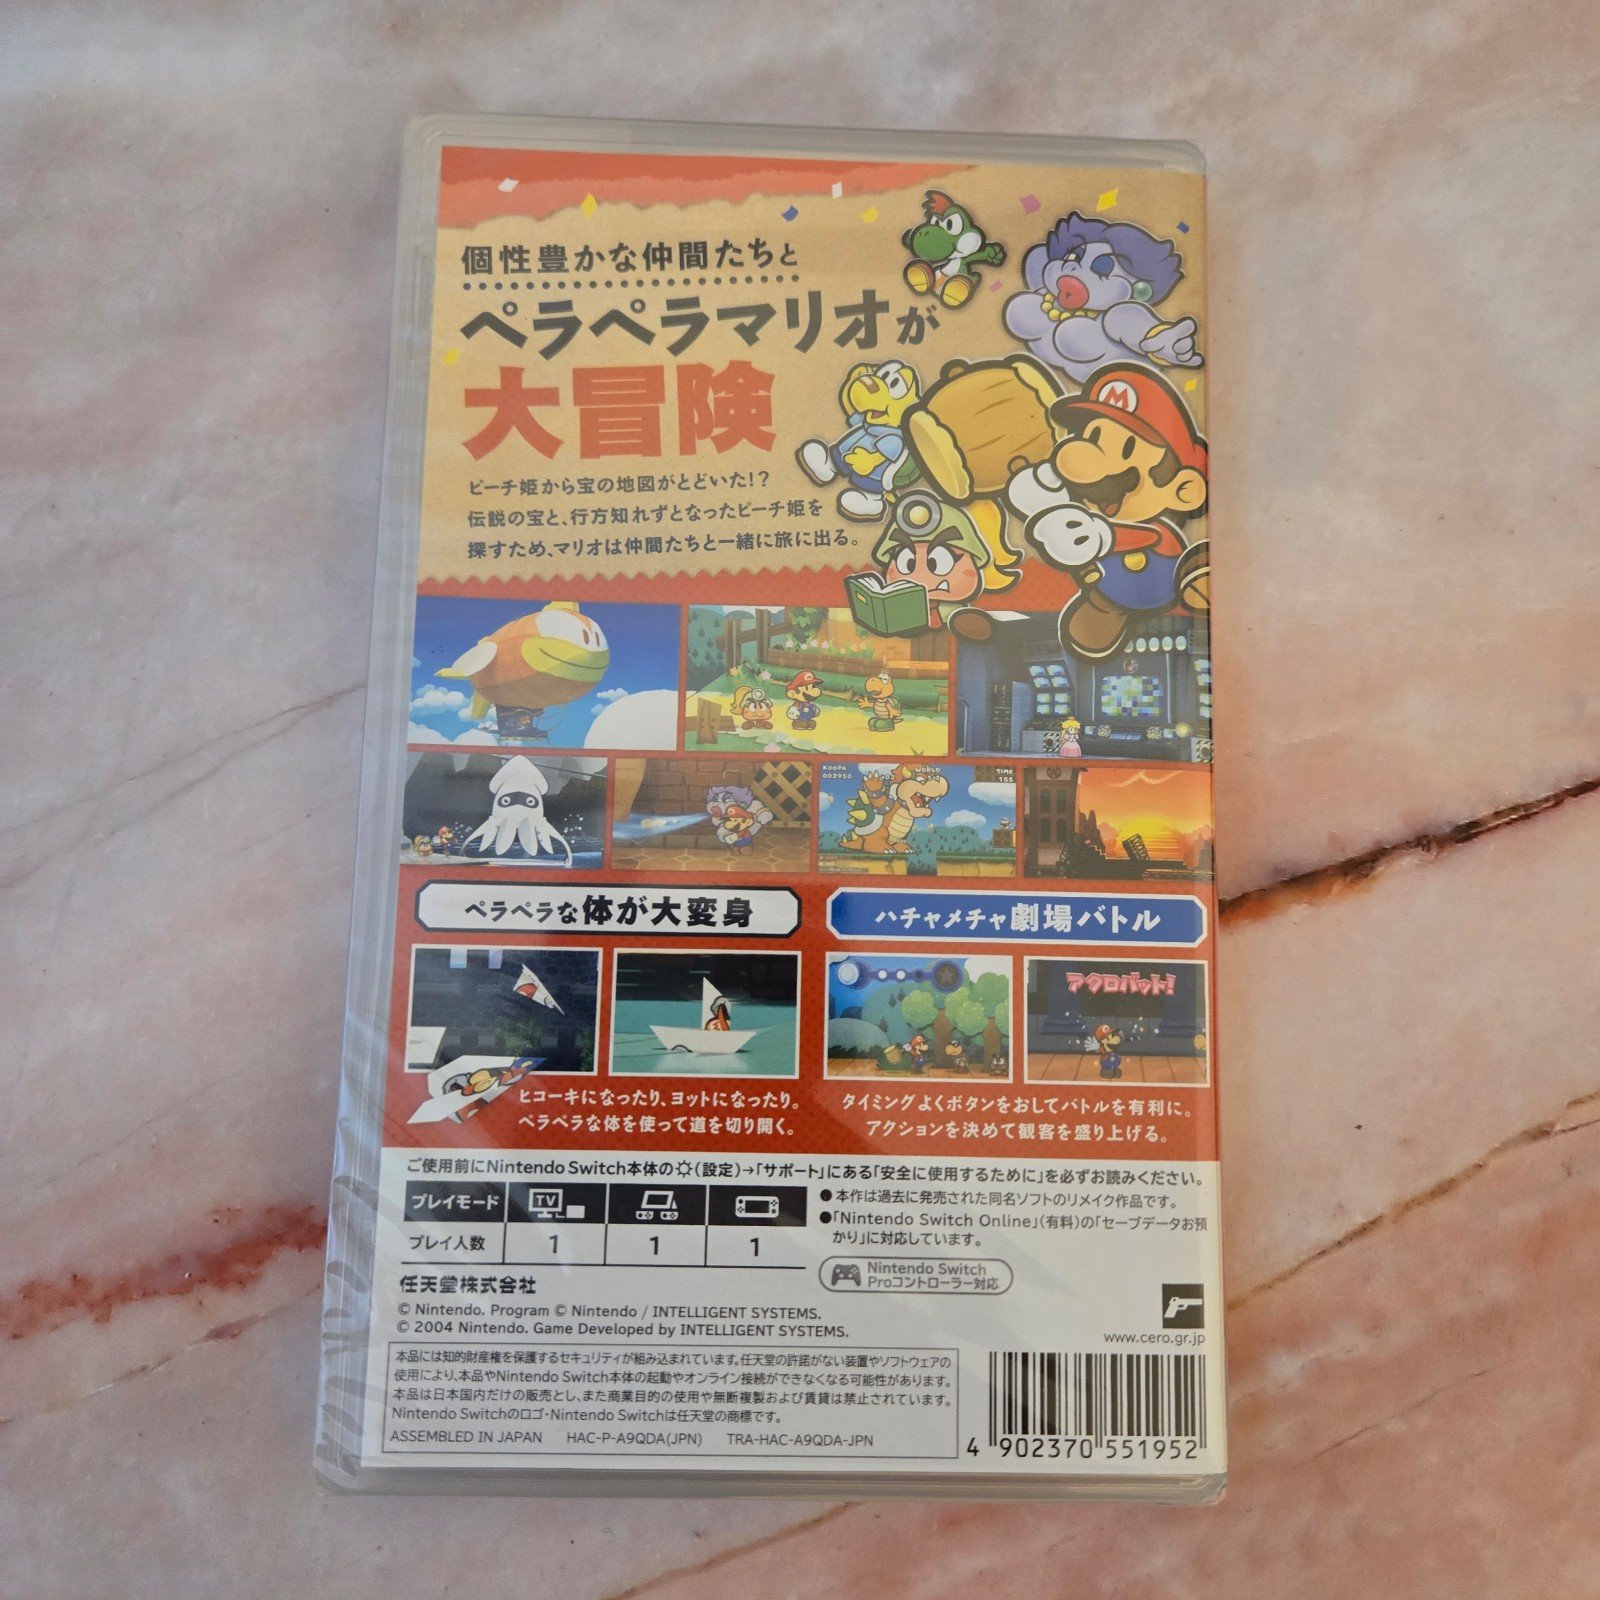 個性豊かな仲間たちと
ペラペラマリオが
大冒険
ピーチ姫から宝の地図がとどいた!?
伝説の宝と、行方知れずとなったピーチ姫を
探すため、マリオは仲間たちと一緒に旅に出る。
M
KOOPA
002950
WORLD
TIME
155
ペラペラな体が大変身
ハチャメチャ劇場バトル
アクロバット!
ヒコーキになったり、ヨットになったり。
ペラペラな体を使って道を切り開く。
タイミングよくボタンをおしてバトルを有利に。
アクションを決めて観客を盛り上げる。
ご使用前にNintendo Switch本体の(設定)→「サポート」にある「安全に使用するために」を必ずお読みください。
プレイモード TV
プレイ人数 1 1 1
●本作は過去に発売された同名ソフトのリメイク作品です。
●「Nintendo Switch Online」(有料)の「セーブデータお預
かり」に対応しています。
Nintendo Switch
Proコントローラー対応
任天堂株式会社
© Nintendo. Program © Nintendo / INTELLIGENT SYSTEMS.
© 2004 Nintendo. Game Developed by INTELLIGENT SYSTEMS.
www.cero.gr.jp
本品には知的財産権を保護するセキュリティが組み込まれています。任天堂の許諾がない装置やソフトウェアの
使用により、本品やNintendo Switch本体の起動やオンライン接続ができなくなる可能性があります。
本品は日本国内だけの販売とし、また商業目的の使用や無断複製および賃貸は禁止されています。
Nintendo Switchのロゴ・Nintendo Switchは任天堂の商標です。
ASSEMBLED IN JAPAN HAC-P-A9QDA(JPN) TRA-HAC-A9QDA-JPN
4 902370 551952